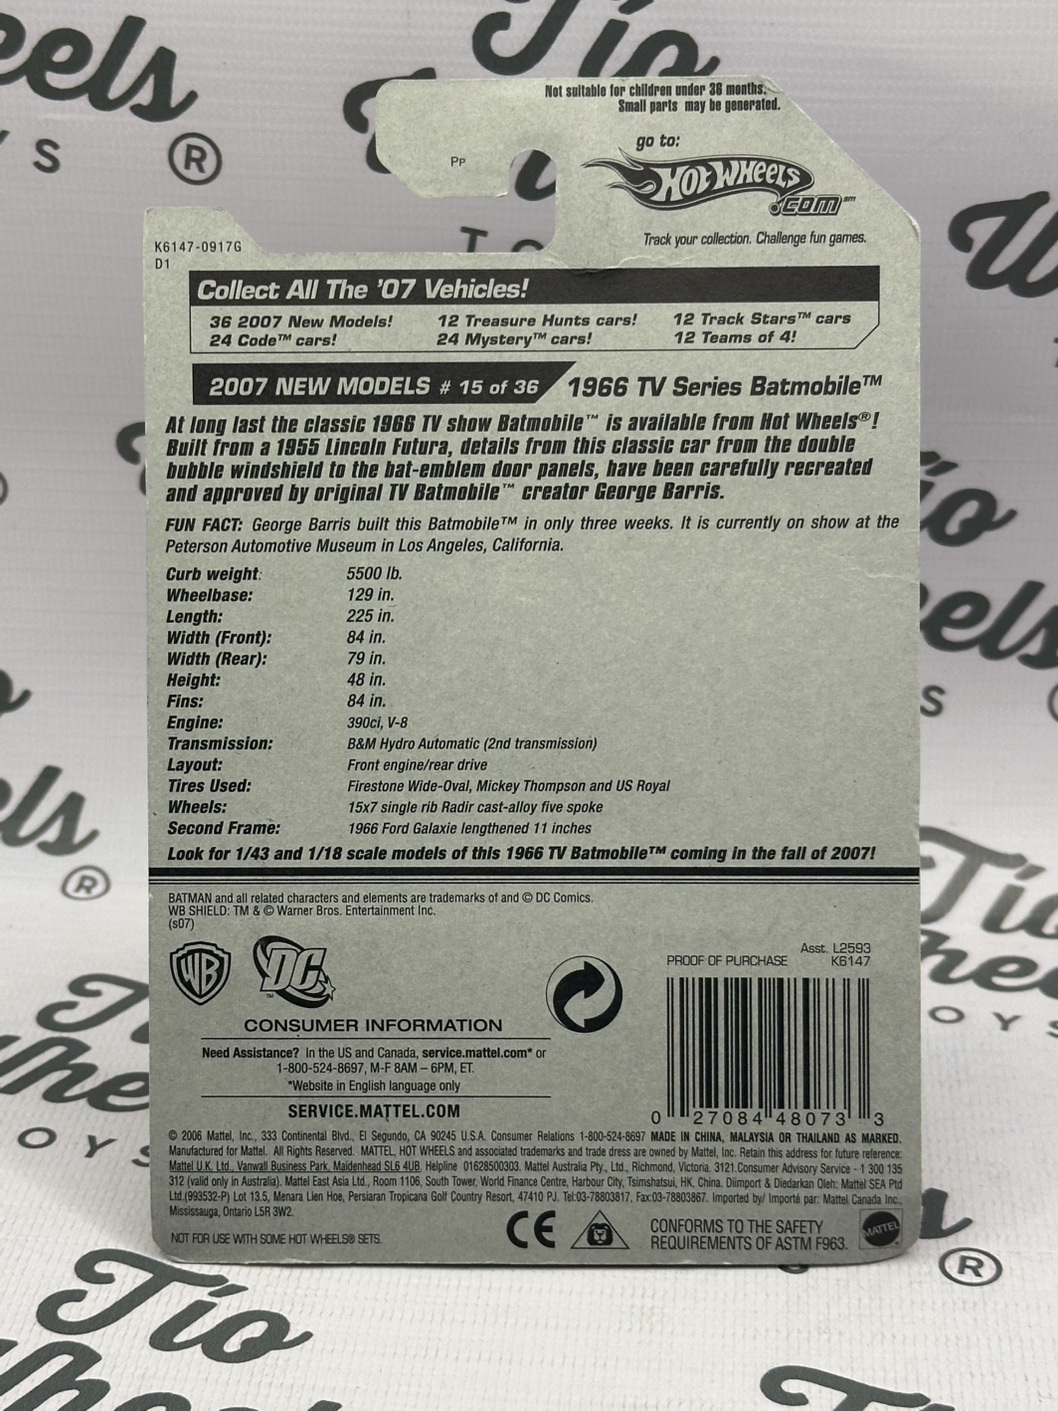 Not suitable for children under 36 months.
Small parts may be generated.
go to:
Pp
HOT WHEELS
.COM℠
Track your collection. Challenge fun games.
K6147-0917G
D1
Collect All The '07 Vehicles!
36 2007 New Models! 12 Treasure Hunts cars! 12 Track Stars™ cars
24 Code™ cars! 24 Mystery™ cars! 12 Teams of 4!
2007 NEW MODELS # 15 of 36 1966 TV Series Batmobile™
At long last the classic 1966 TV show Batmobile™ is available from Hot Wheels®!
Built from a 1955 Lincoln Futura, details from this classic car from the double
bubble windshield to the bat-emblem door panels, have been carefully recreated
and approved by original TV Batmobile™ creator George Barris.
FUN FACT: George Barris built this Batmobile™ in only three weeks. It is currently on show at the
Peterson Automotive Museum in Los Angeles, California.
Curb weight: 5500 lb.
Wheelbase: 129 in.
Length: 225 in.
Width (Front): 84 in.
Width (Rear): 79 in.
Height: 48 in.
Fins: 84 in.
Engine: 390ci, V-8
Transmission: B&M Hydro Automatic (2nd transmission)
Layout: Front engine/rear drive
Tires Used: Firestone Wide-Oval, Mickey Thompson and US Royal
Wheels: 15x7 single rib Radir cast-alloy five spoke
Second Frame: 1966 Ford Galaxie lengthened 11 inches
Look for 1/43 and 1/18 scale models of this 1966 TV Batmobile™ coming in the fall of 2007!
BATMAN and all related characters and elements are trademarks of and © DC Comics.
WB SHIELD: TM & © Warner Bros. Entertainment Inc.
(s07)
WB DC ™
Asst. L2593
PROOF OF PURCHASE K6147
CONSUMER INFORMATION
Need Assistance? In the US and Canada, service.mattel.com* or
1-800-524-8697, M-F 8AM – 6PM, ET.
*Website in English language only
SERVICE.MATTEL.COM
0 27084 48073 3
© 2006 Mattel, Inc., 333 Continental Blvd., El Segundo, CA 90245 U.S.A. Consumer Relations 1-800-524-8697 MADE IN CHINA, MALAYSIA OR THAILAND AS MARKED.
Manufactured for Mattel. All Rights Reserved. MATTEL, HOT WHEELS and associated trademarks and trade dress are owned by Mattel, Inc. Retain this address for future reference:
Mattel U.K. Ltd., Vanwall Business Park, Maidenhead SL6 4UB. Helpline 01628500303. Mattel Australia Pty., Ltd., Richmond, Victoria. 3121.Consumer Advisory Service - 1 300 135
312 (valid only in Australia). Mattel East Asia Ltd., Room 1106, South Tower, World Finance Centre, Harbour City, Tsimshatsui, HK, China. Diimport & Diedarkan Oleh: Mattel SEA Ptd
Ltd.(993532-P) Lot 13.5, Menara Lien Hoe, Persiaran Tropicana Golf Country Resort, 47410 PJ. Tel:03-78803817, Fax:03-78803867. Imported by/ Importé par: Mattel Canada Inc.,
Mississauga, Ontario L5R 3W2.
NOT FOR USE WITH SOME HOT WHEELS® SETS.
CE
CONFORMS TO THE SAFETY
REQUIREMENTS OF ASTM F963.
MATTEL
Tio
Wheels
TOYS
®